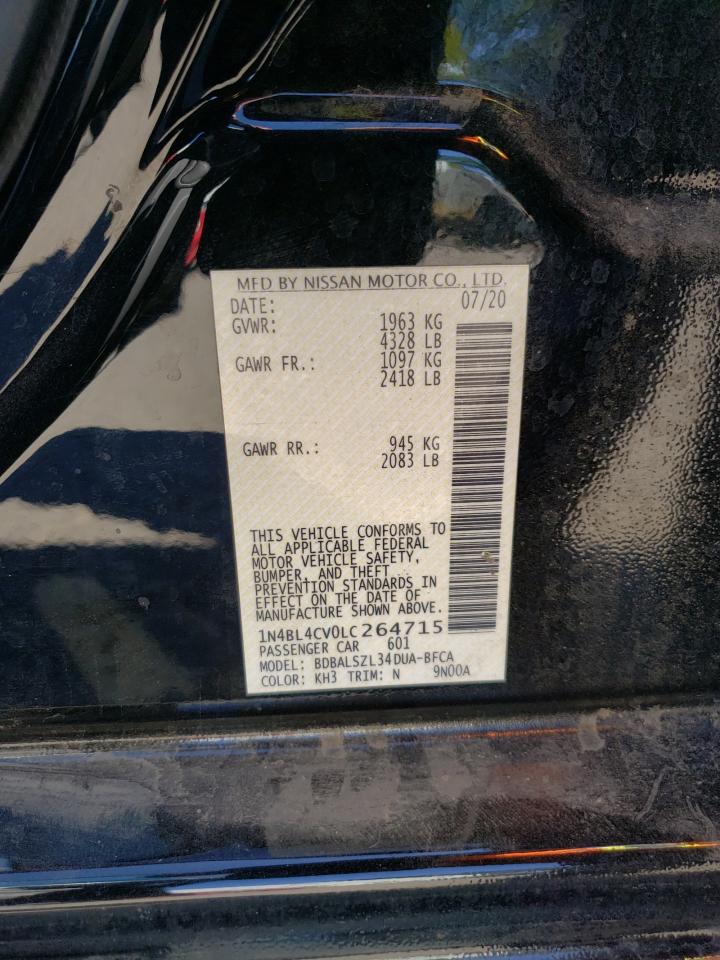 MFD BY NISSAN MOTOR CO., LTD.
DATE: 07/20
GVWR: 1963 KG
4328 LB
GAWR FR.: 1097 KG
2418 LB
GAWR RR.: 945 KG
2083 LB
THIS VEHICLE CONFORMS TO
ALL APPLICABLE FEDERAL
MOTOR VEHICLE SAFETY,
BUMPER, AND THEFT
PREVENTION STANDARDS IN
EFFECT ON THE DATE OF
MANUFACTURE SHOWN ABOVE.
1N4BL4CV0LC264715
PASSENGER CAR 601
MODEL: BDBALSZL34DUA-BFCA
COLOR: KH3 TRIM: N 9N00A